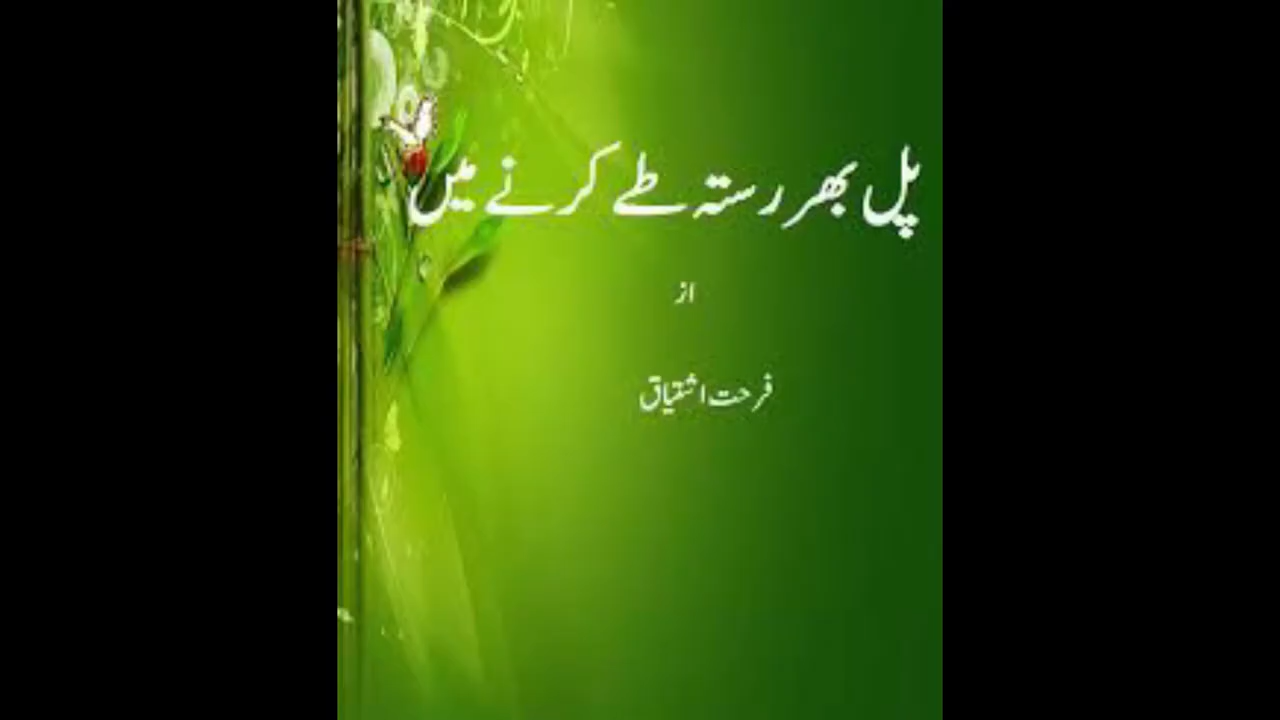 پل بھر رستہ طے کرنے میں
از
فرحت اشتیاق